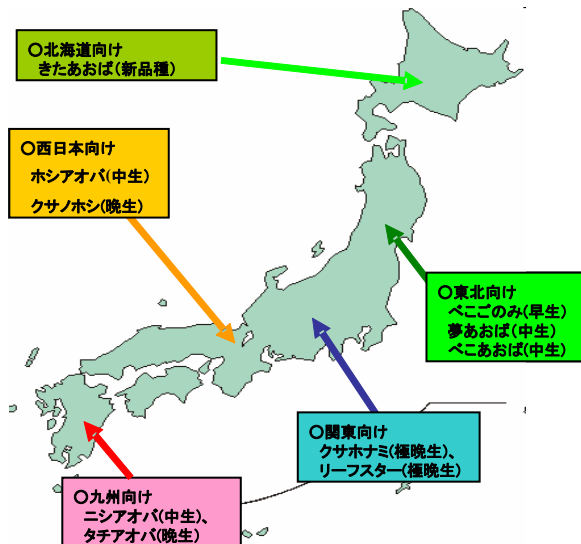 ○北海道向け
きたあおば(新品種)
○西日本向け
ホシアオバ(中生)
クサノホシ(晩生)
○東北向け
べこごのみ(早生)
夢あおば(中生)
べこあおば(中生)
○関東向け
クサホナミ(極晩生)、
リーフスター(極晩生)
○九州向け
ニシアオバ(中生)、
タチアオバ(晩生)